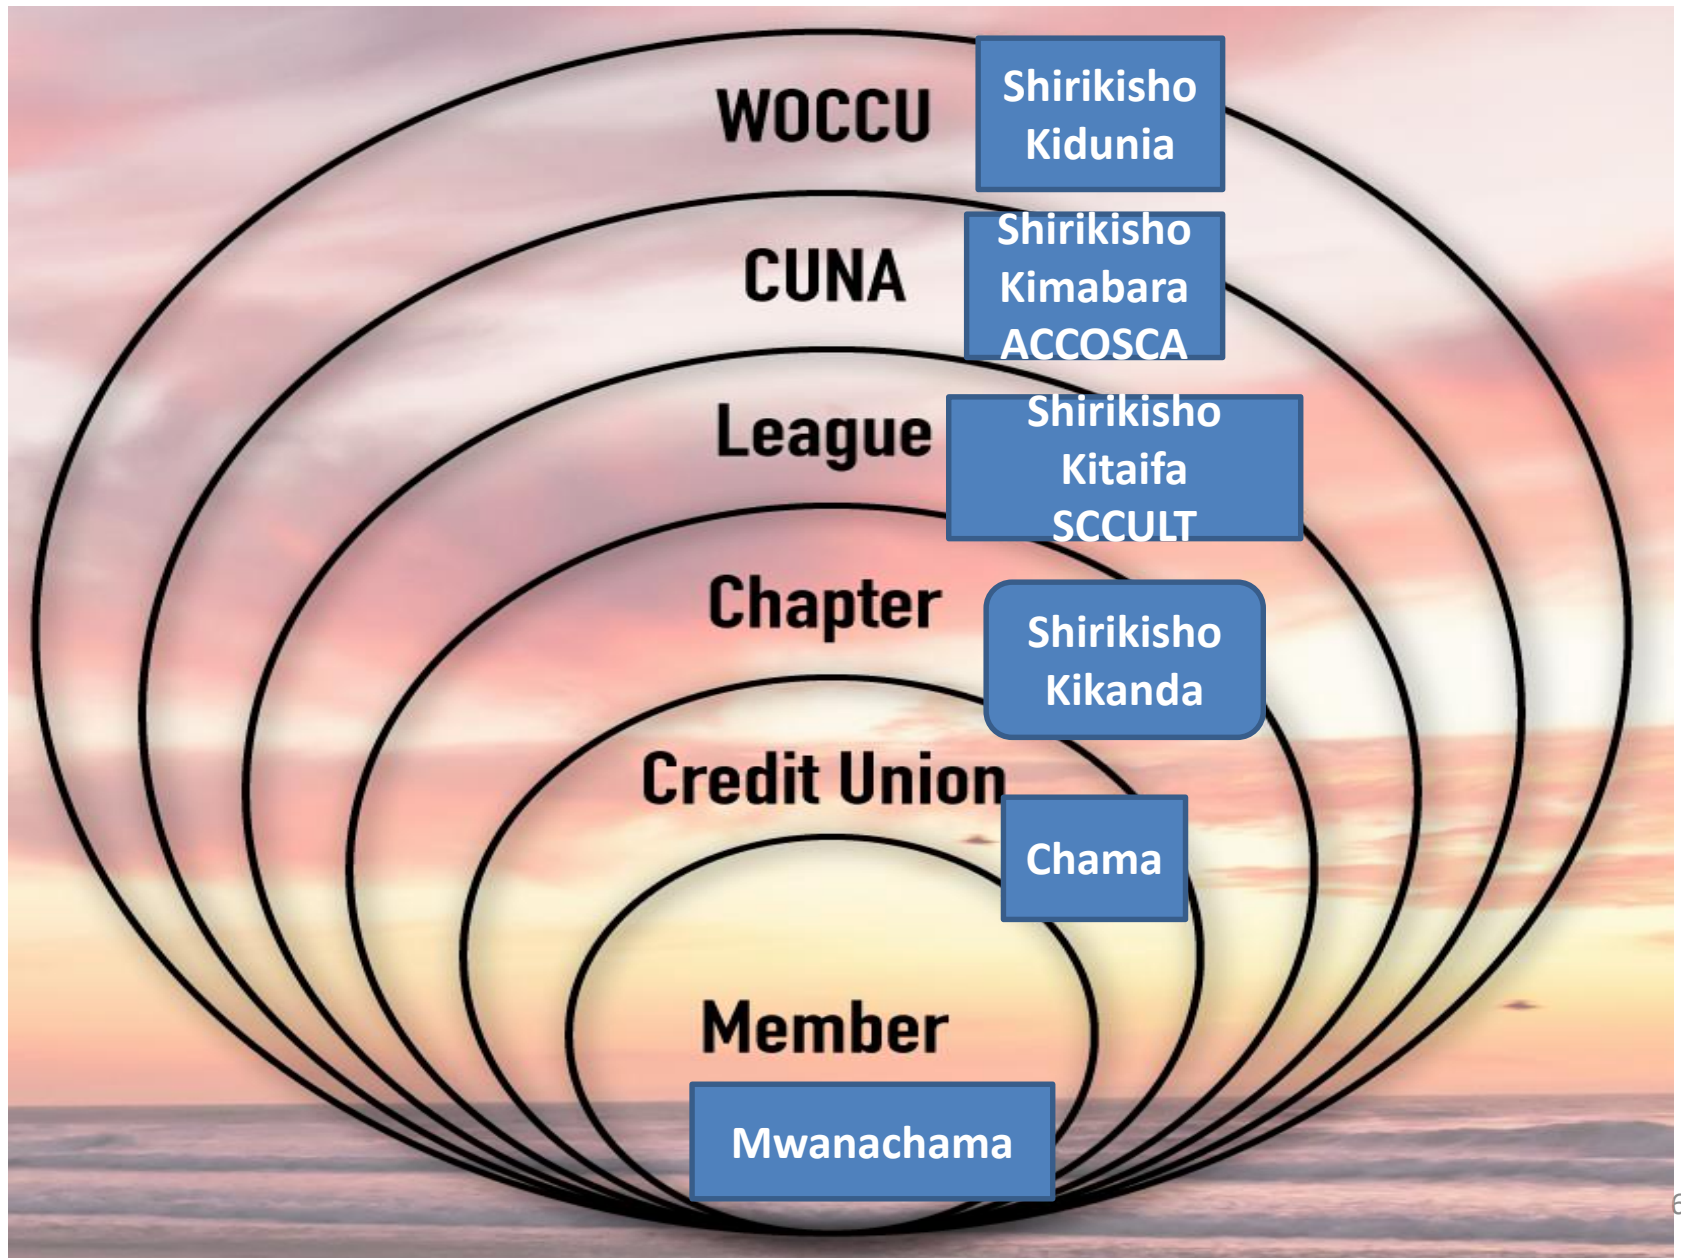 WOCCU
Shirikisho
Kidunia
CUNA
Shirikisho
Kimabara
ACCOSCA
League
Shirikisho
Kitaifa
SCCULT
Chapter
Shirikisho
Kikanda
Credit Union
Chama
Member
Mwanachama
6